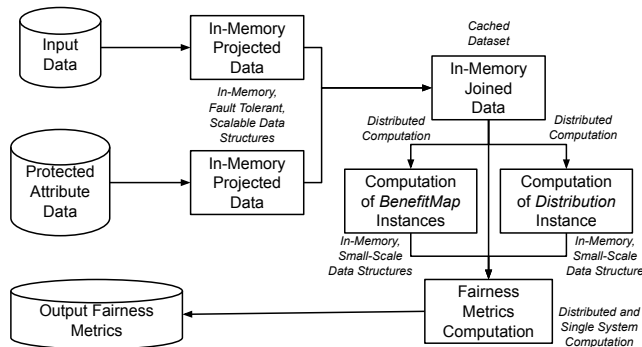 Input
Data
In-Memory
Projected
Data
Cached
Dataset
In-Memory
Joined
Data
In-Memory,
Fault Tolerant,
Scalable Data
Structures
Protected
Attribute
Data
In-Memory
Projected
Data
Distributed
Computation
Distributed
Computation
Computation
of BenefitMap
Instances
Computation
of Distribution
Instance
In-Memory,
Small-Scale
Data Structures
In-Memory,
Small-Scale
Data Structure
Output Fairness
Metrics
Fairness
Metrics
Computation
Distributed and
Single System
Computation